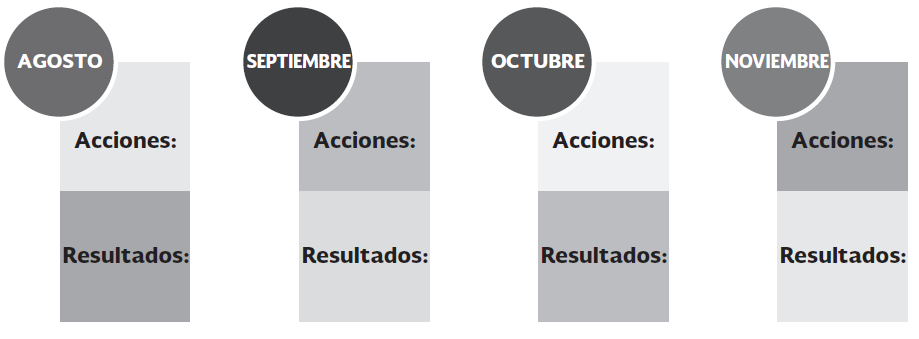 AGOSTO
Acciones:
Resultados:
SEPTIEMBRE
Acciones:
Resultados:
OCTUBRE
Acciones:
Resultados:
NOVIEMBRE
Acciones:
Resultados: